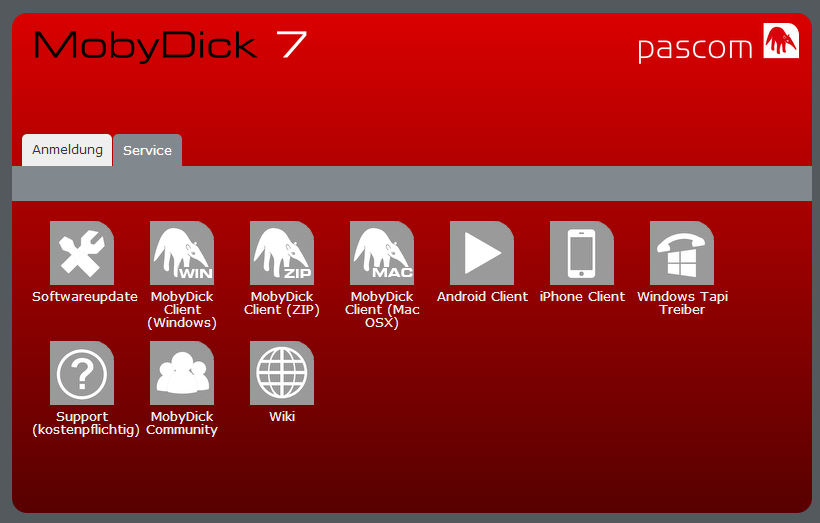 MobyDick 7
pascom
Anmeldung
Service
WIN
ZIP
MAC
Softwareupdate
MobyDick
Client
(Windows)
MobyDick
Client (ZIP)
MobyDick
Client (Mac
OSX)
Android Client
iPhone Client
Windows Tapi
Treiber
?
Support
(kostenpflichtig)
MobyDick
Community
Wiki